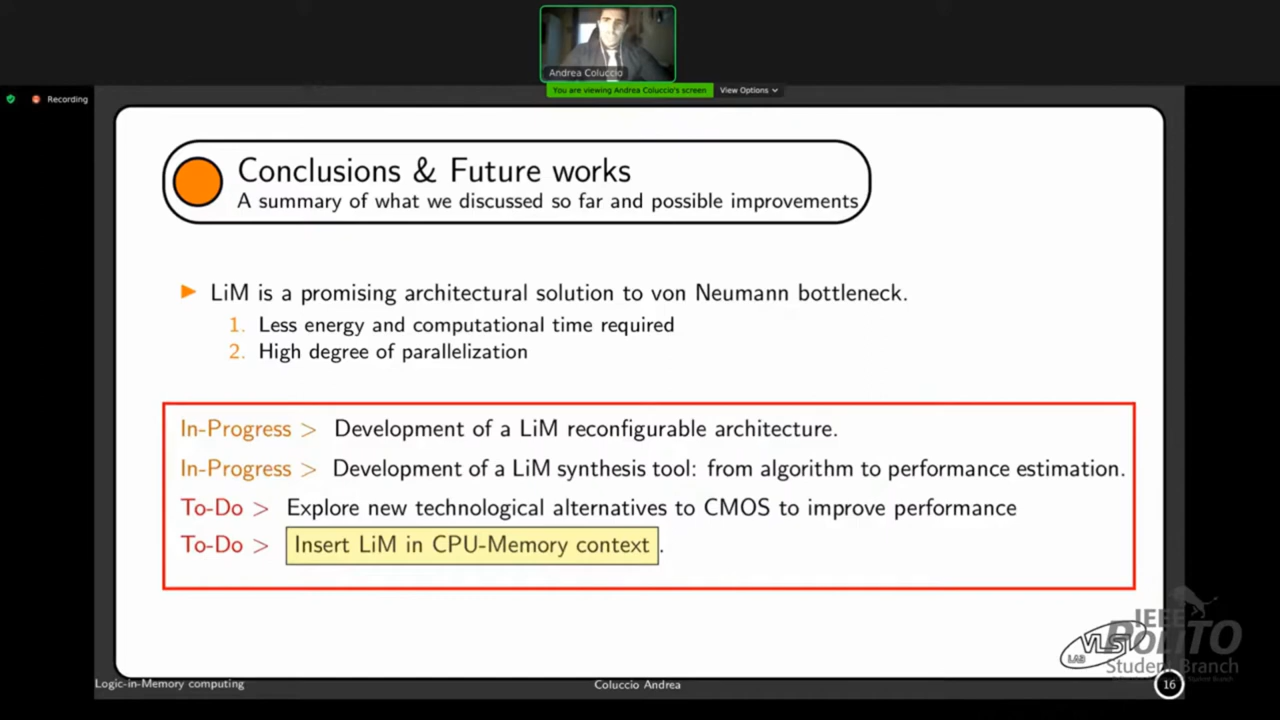 Andrea Coluccio
You are viewing Andrea Coluccio's screen
View Options
Recording
Conclusions & Future works
A summary of what we discussed so far and possible improvements
LiM is a promising architectural solution to von Neumann bottleneck.
1. Less energy and computational time required
2. High degree of parallelization
In-Progress > Development of a LiM reconfigurable architecture.
In-Progress > Development of a LiM synthesis tool: from algorithm to performance estimation.
To-Do > Explore new technological alternatives to CMOS to improve performance
To-Do > Insert LiM in CPU-Memory context.
IEEE
POLITO
VLSI
LAB
Student Branch
Logic-in-Memory computing
Coluccio Andrea
16